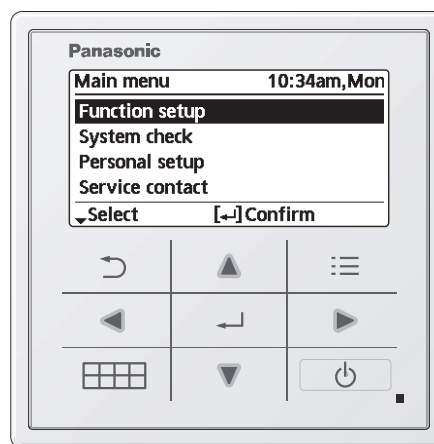 Panasonic
Main menu 10:34am,Mon
Function setup
System check
Personal setup
Service contact
Select [↵]Confirm